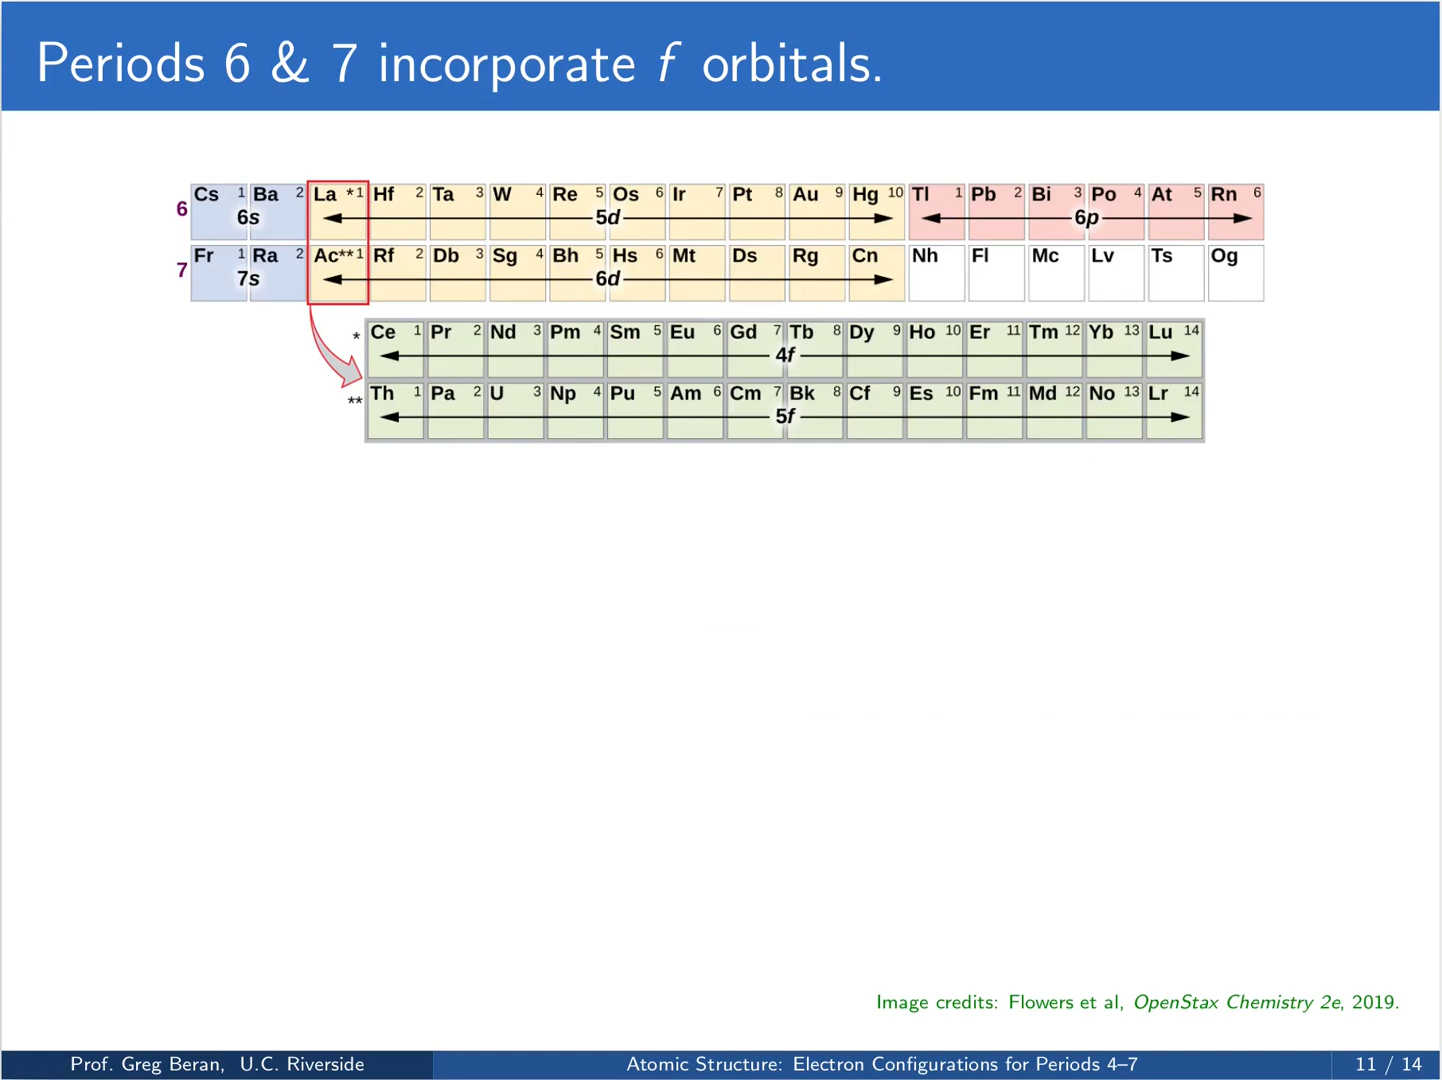 Periods 6 & 7 incorporate f orbitals.
6 Cs 1 Ba 2 La *1 Hf 2 Ta 3 W 4 Re 5 Os 6 Ir 7 Pt 8 Au 9 Hg 10 Tl 1 Pb 2 Bi 3 Po 4 At 5 Rn 6
6s 5d 6p
7 Fr 1 Ra 2 Ac**1 Rf 2 Db 3 Sg 4 Bh 5 Hs 6 Mt Ds Rg Cn Nh Fl Mc Lv Ts Og
7s 6d
* Ce 1 Pr 2 Nd 3 Pm 4 Sm 5 Eu 6 Gd 7 Tb 8 Dy 9 Ho 10 Er 11 Tm 12 Yb 13 Lu 14
4f
** Th 1 Pa 2 U 3 Np 4 Pu 5 Am 6 Cm 7 Bk 8 Cf 9 Es 10 Fm 11 Md 12 No 13 Lr 14
5f
Image credits: Flowers et al, OpenStax Chemistry 2e, 2019.
Prof. Greg Beran, U.C. Riverside Atomic Structure: Electron Configurations for Periods 4–7 11 / 14